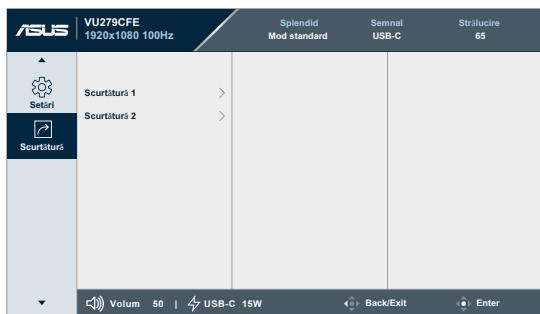 ASUS
VU279CFE
1920x1080 100Hz
Splendid
Mod standard
Semnal
USB-C
Strălucire
65
Setări
Scurtătură
Scurtătură 1
Scurtătură 2
Volum 50 | USB-C 15W
Back/Exit
Enter